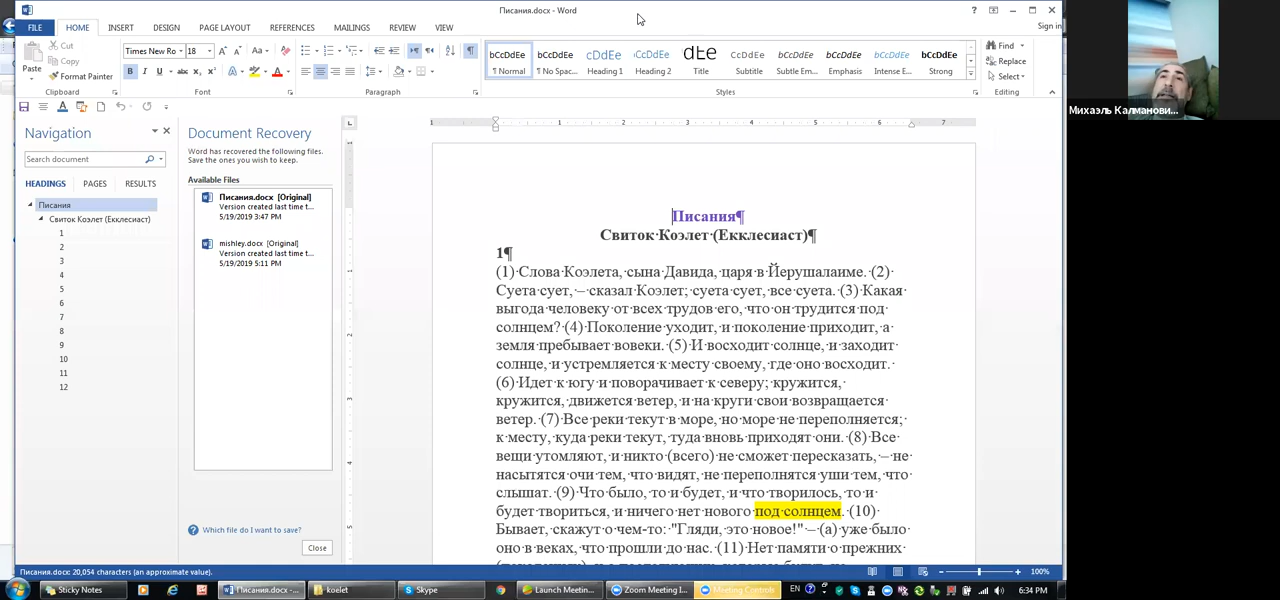 Писания.docx - Word
Sign in
FILE HOME INSERT DESIGN PAGE LAYOUT REFERENCES MAILINGS REVIEW VIEW
Paste
Cut
Copy
Format Painter
Times New Ro 18
AaBbCcDdEe
¶ Normal
¶ No Spac...
Heading 1
Heading 2
Title
Subtitle
Subtle Em...
Emphasis
Intense E...
Strong
Find
Replace
Select
Clipboard
Font
Paragraph
Styles
Editing
Navigation
Search document
HEADINGS PAGES RESULTS
Писания
Свиток Коэлет (Екклесиаст)
1
2
3
4
5
6
7
8
9
10
11
12
Document Recovery
Word has recovered the following files.
Save the ones you wish to keep.
Available Files
Писания.docx [Original]
Version created last time t...
5/19/2019 3:47 PM
mishley.docx [Original]
Version created last time t...
5/19/2019 5:11 PM
Which file do I want to save?
Close
Писания¶
Свиток Коэлет (Екклесиаст)¶
1¶
(1) Слова Коэлета, сына Давида, царя в Йерушалаиме. (2)
Суета сует, – сказал Коэлет; суета сует, все суета. (3) Какая
выгода человеку от всех трудов его, что он трудится под
солнцем? (4) Поколение уходит, и поколение приходит, а
земля пребывает вовеки. (5) И восходит солнце, и заходит
солнце, и устремляется к месту своему, где оно восходит.
(6) Идет к югу и поворачивает к северу; кружится,
кружится, движется ветер, и на круги свои возвращается
ветер. (7) Все реки текут в море, но море не переполняется;
к месту, куда реки текут, туда вновь приходят они. (8) Все
вещи утомляют, и никто (всего) не сможет пересказать, – не
насытятся очи тем, что видят, не переполнятся уши тем, что
слышат. (9) Что было, то и будет, и что творилось, то и
будет твориться, и ничего нет нового под солнцем. (10)
Бывает, скажут о чем-то: "Гляди, это новое!" – (а) уже было
оно в веках, что прошли до нас. (11) Нет памяти о прежних
Михаэль Калманови...
Писания.docx: 20,054 characters (an approximate value).
100%
Sticky Notes
Писания.docx -...
koelet
Skype
Launch Meetin...
Zoom Meeting I...
Meeting Controls
EN
6:34 PM